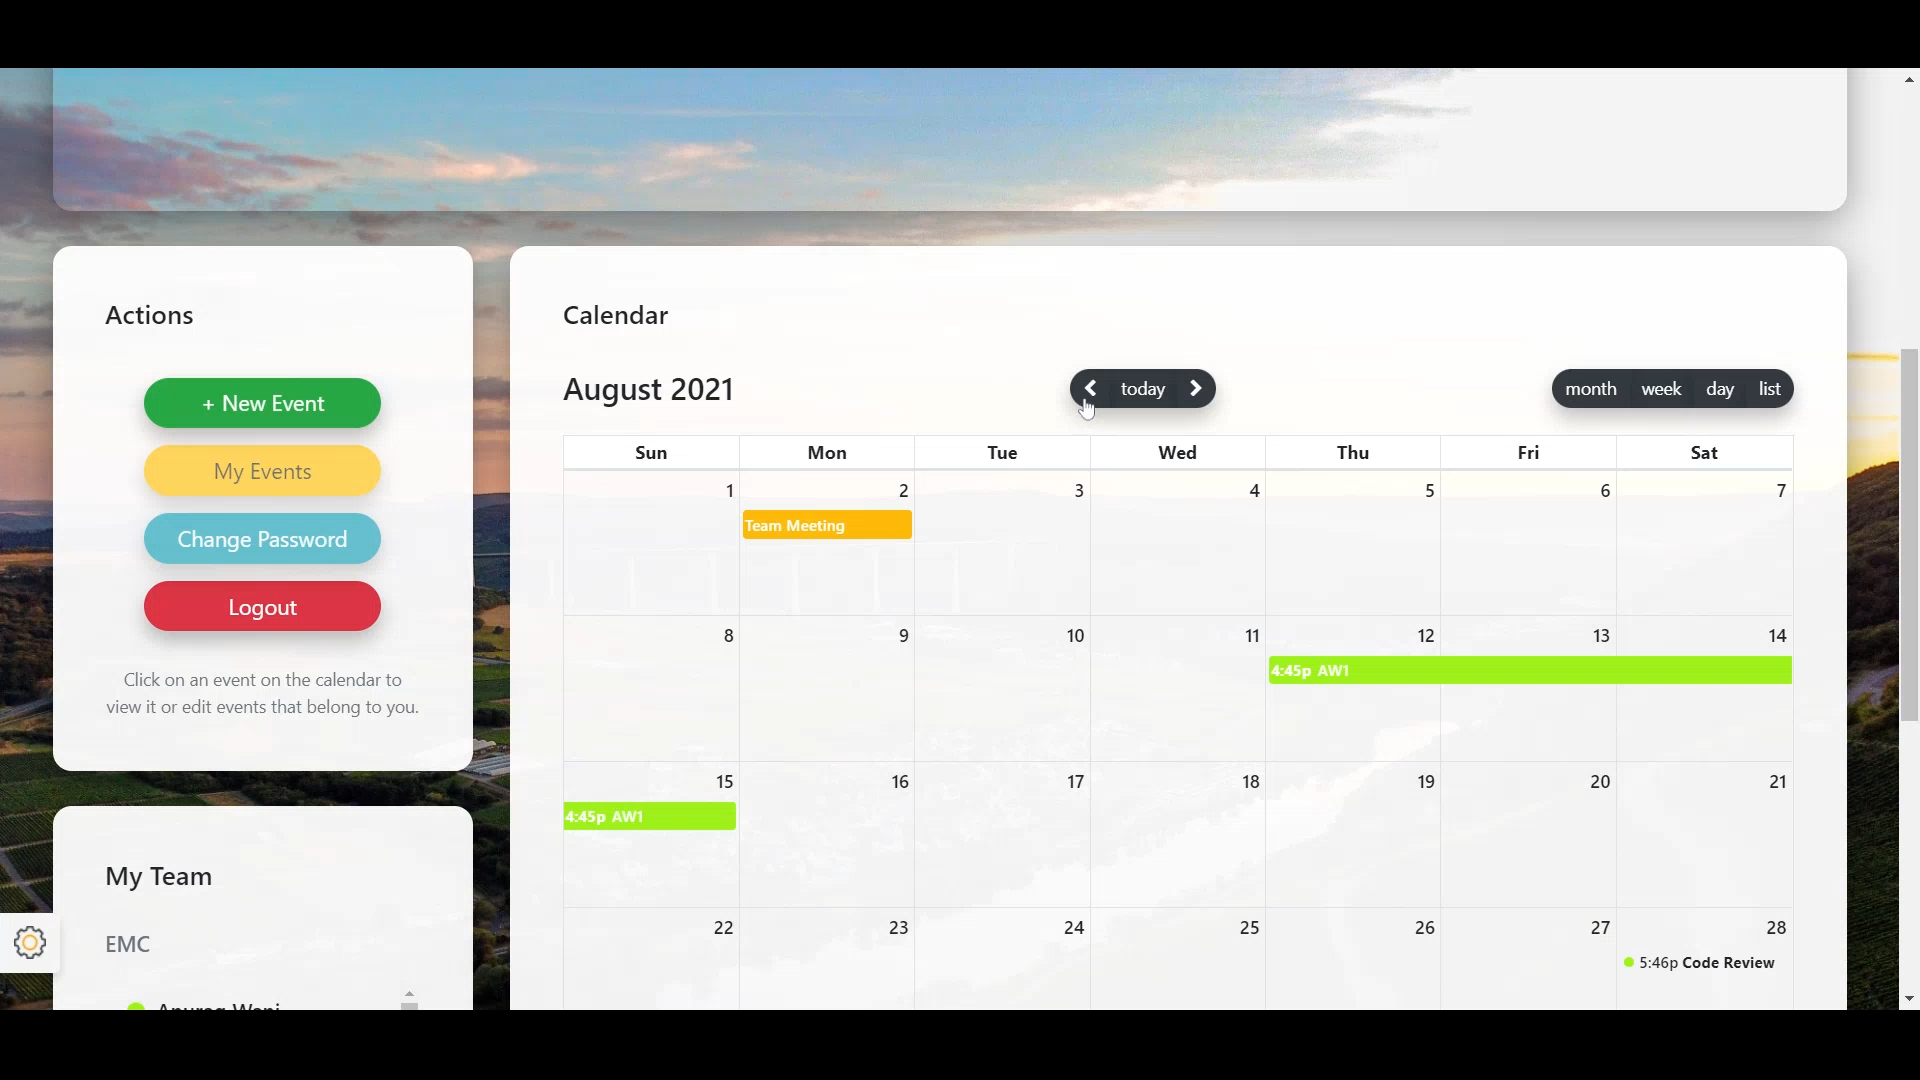 Actions
+ New Event
My Events
Change Password
Logout
Click on an event on the calendar to
view it or edit events that belong to you.
My Team
EMC
Calendar
August 2021
today
month week day list
Sun Mon Tue Wed Thu Fri Sat
1 2 3 4 5 6 7
Team Meeting
8 9 10 11 12 13 14
4:45p AW1
15 16 17 18 19 20 21
4:45p AW1
22 23 24 25 26 27 28
5:46p Code Review